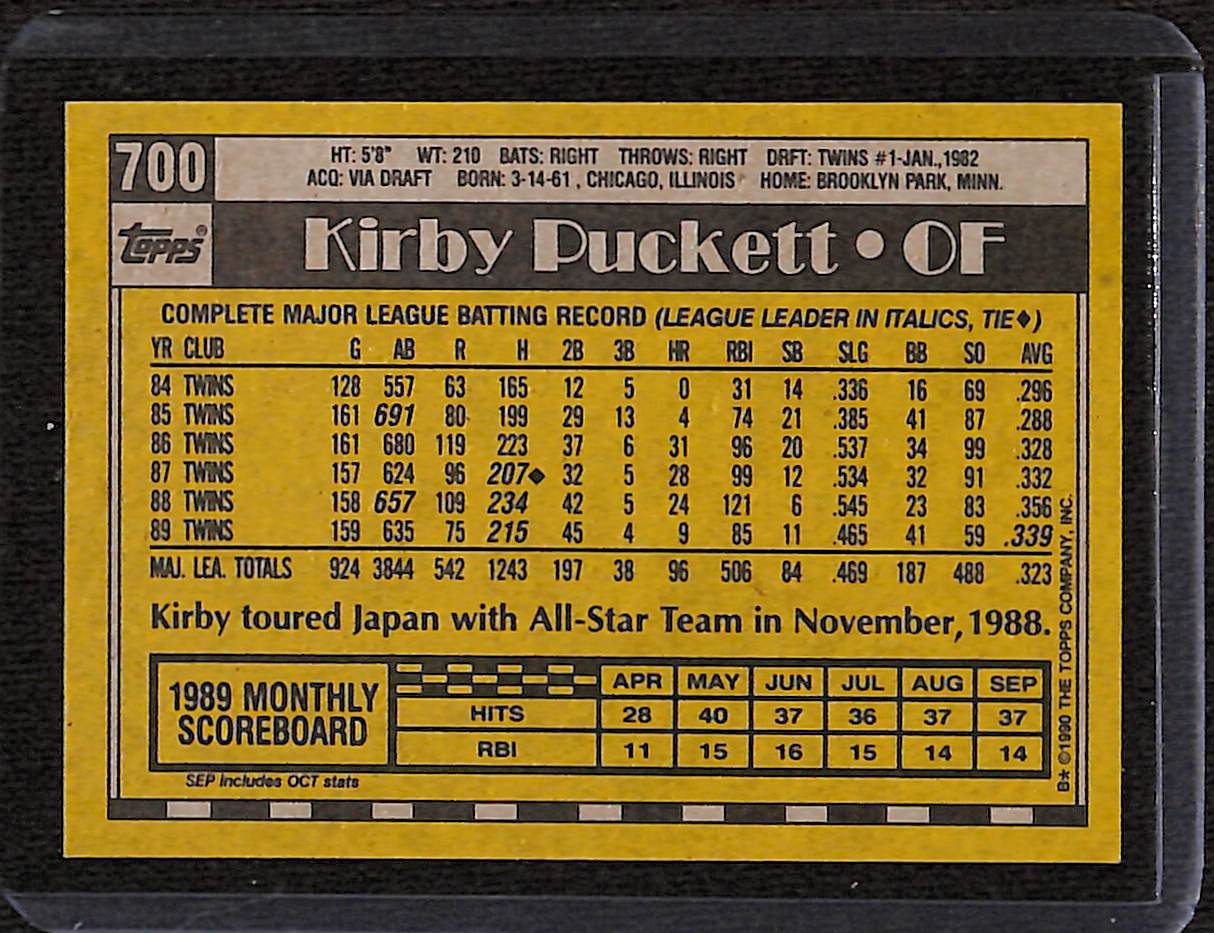 700
HT: 5'8" WT: 210 BATS: RIGHT THROWS: RIGHT DRFT: TWINS #1-JAN.,1982
ACQ: VIA DRAFT BORN: 3-14-61 , CHICAGO, ILLINOIS HOME: BROOKLYN PARK, MINN.
topps®
Kirby Puckett • OF
COMPLETE MAJOR LEAGUE BATTING RECORD (LEAGUE LEADER IN ITALICS, TIE♦)
YR CLUB G AB R H 2B 3B HR RBI SB SLG BB SO AVG
84 TWINS 128 557 63 165 12 5 0 31 14 .336 16 69 .296
85 TWINS 161 691 80 199 29 13 4 74 21 .385 41 87 .288
86 TWINS 161 680 119 223 37 6 31 96 20 .537 34 99 .328
87 TWINS 157 624 96 207♦ 32 5 28 99 12 .534 32 91 .332
88 TWINS 158 657 109 234 42 5 24 121 6 .545 23 83 .356
89 TWINS 159 635 75 215 45 4 9 85 11 .465 41 59 .339
MAJ. LEA. TOTALS 924 3844 542 1243 197 38 96 506 84 .469 187 488 .323
Kirby toured Japan with All-Star Team in November, 1988.
1989 MONTHLY
SCOREBOARD
APR MAY JUN JUL AUG SEP
HITS 28 40 37 36 37 37
RBI 11 15 16 15 14 14
SEP Includes OCT stats
B* ©1990 THE TOPPS COMPANY, INC.